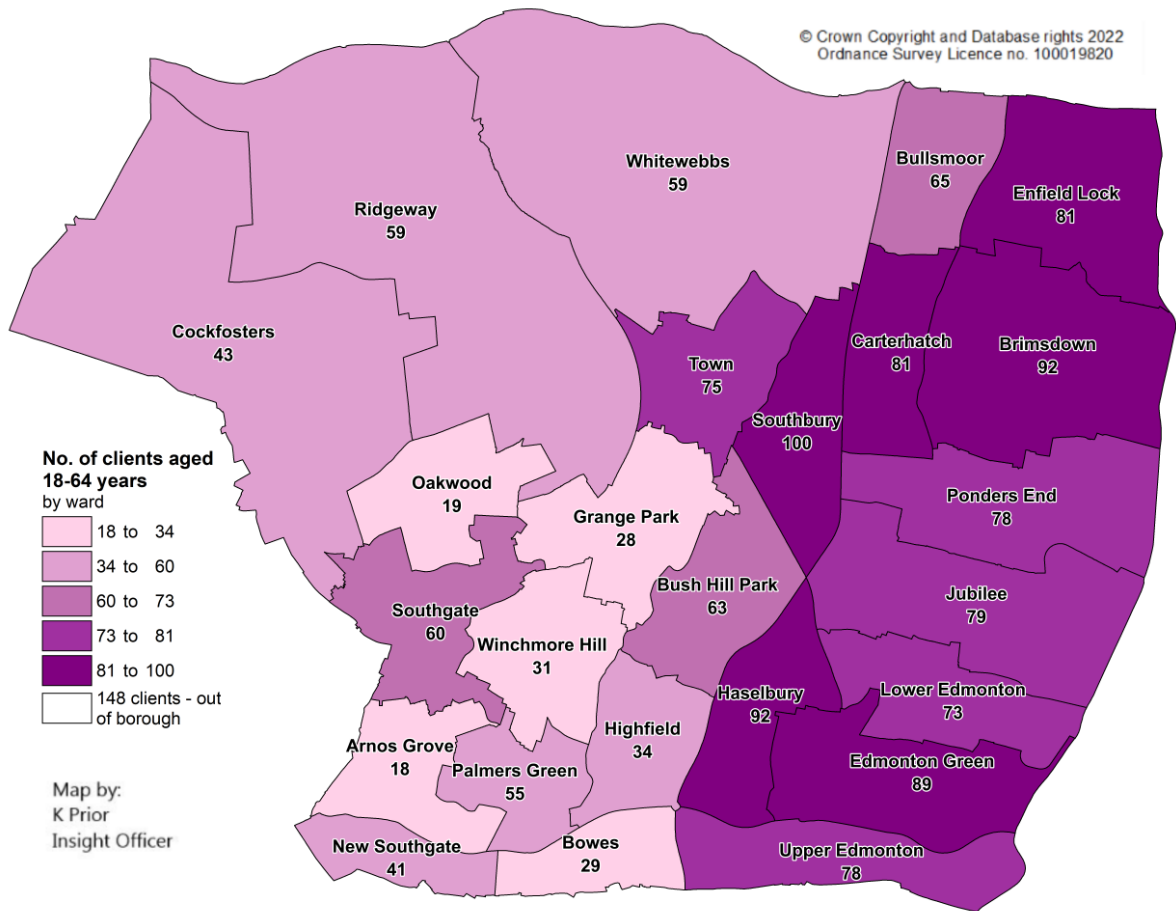 © Crown Copyright and Database rights 2022
Ordnance Survey Licence no. 100019820
Whitewebbs
59
Bullsmoor
65
Enfield Lock
81
Ridgeway
59
Cockfosters
43
Town
75
Carterhatch
81
Brimsdown
92
Southbury
100
No. of clients aged
18-64 years
by ward
18 to 34
34 to 60
60 to 73
73 to 81
81 to 100
148 clients - out
of borough
Oakwood
19
Grange Park
28
Ponders End
78
Bush Hill Park
63
Jubilee
79
Southgate
60
Winchmore Hill
31
Haselbury
92
Lower Edmonton
73
Highfield
34
Arnos Grove
18
Palmers Green
55
Edmonton Green
89
New Southgate
41
Bowes
29
Upper Edmonton
78
Map by:
K Prior
Insight Officer